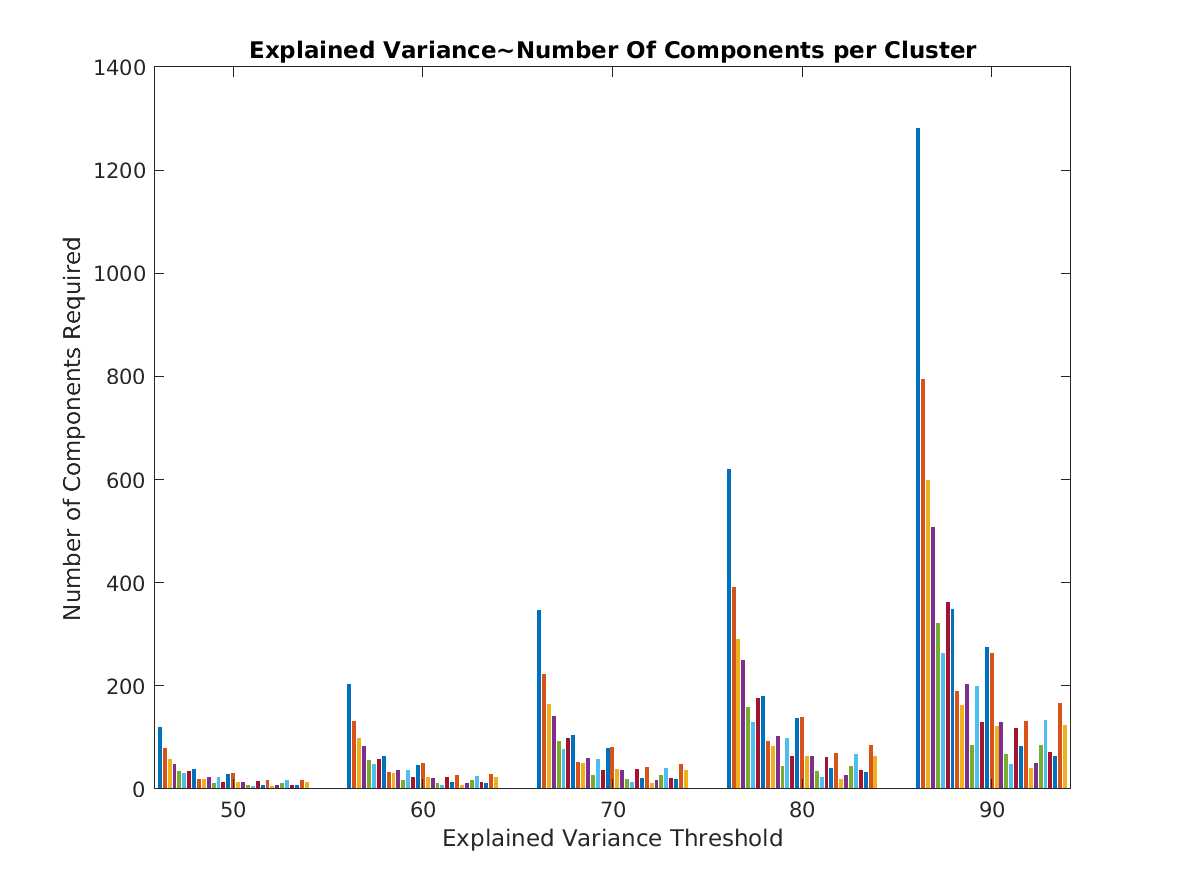 Explained Variance~Number Of Components per Cluster
1400
1200
1000
800
600
400
200
0
Number of Components Required
50 60 70 80 90
Explained Variance Threshold